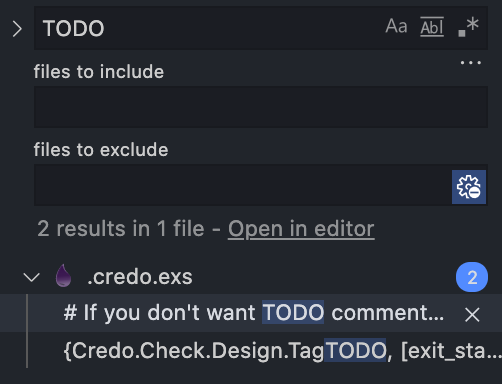 TODO Aa Abl .*
files to include
...
files to exclude
2 results in 1 file - Open in editor
.credo.exs 2
# If you don't want TODO comment...
{Credo.Check.Design.TagTODO, [exit_sta...